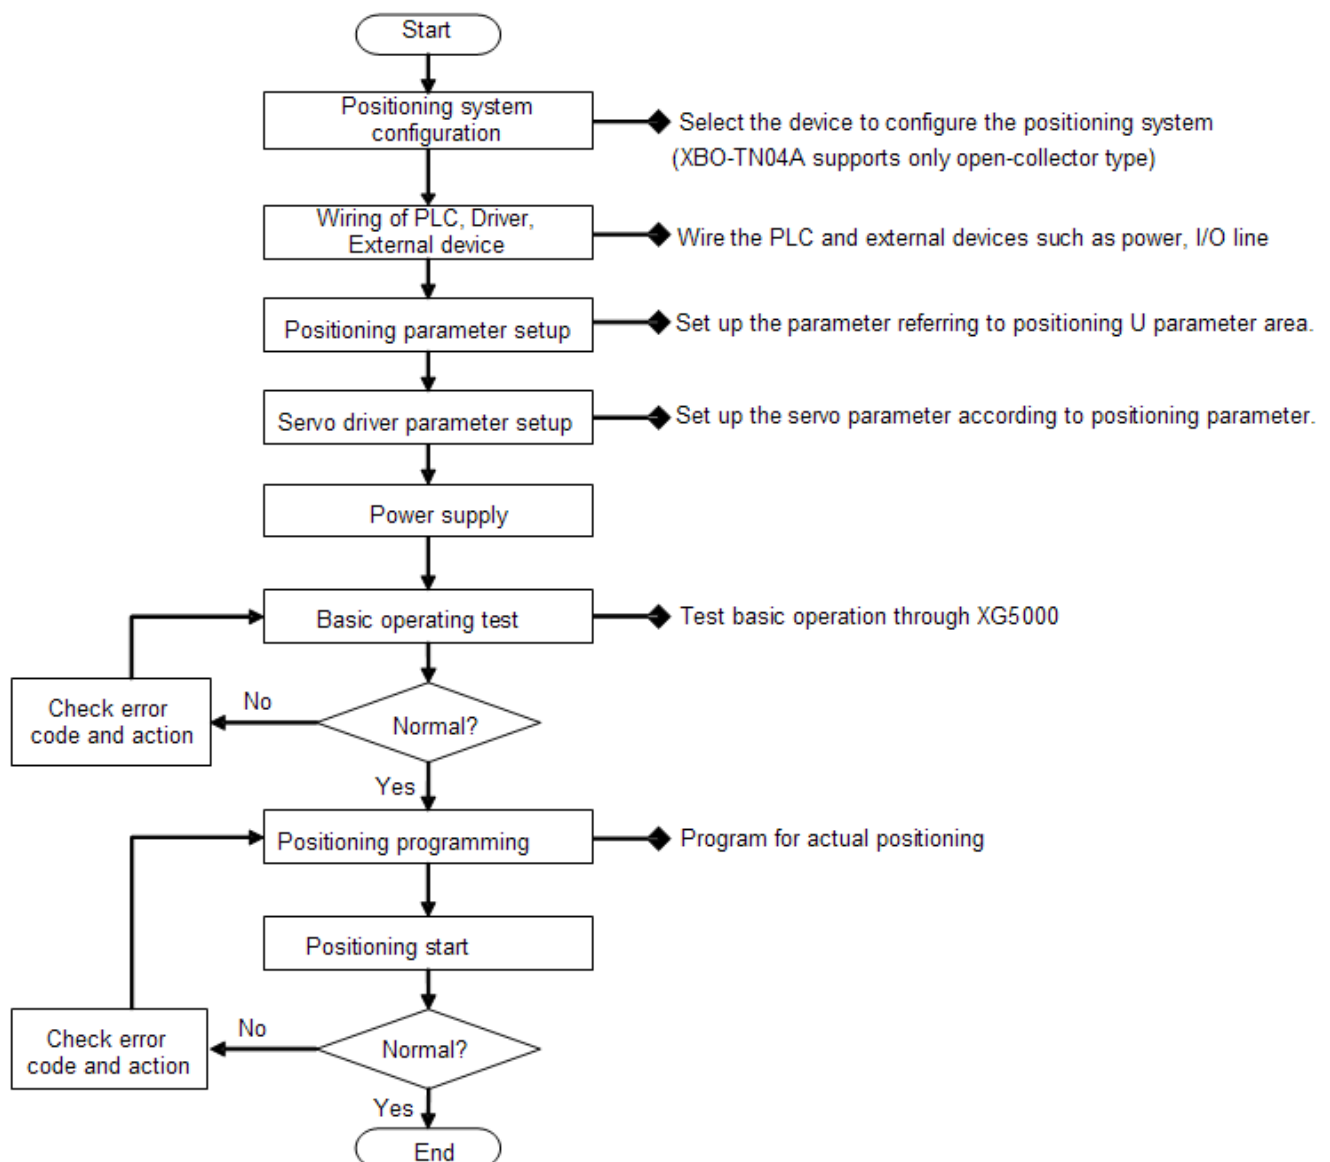 Start
Positioning system
configuration
Select the device to configure the positioning system
(XBO-TN04A supports only open-collector type)
Wiring of PLC, Driver,
External device
Wire the PLC and external devices such as power, I/O line
Positioning parameter setup
Set up the parameter referring to positioning U parameter area.
Servo driver parameter setup
Set up the servo parameter according to positioning parameter.
Power supply
Basic operating test
Test basic operation through XG5000
Check error
code and action
No
Normal?
Yes
Positioning programming
Program for actual positioning
Positioning start
Check error
code and action
No
Normal?
Yes
End